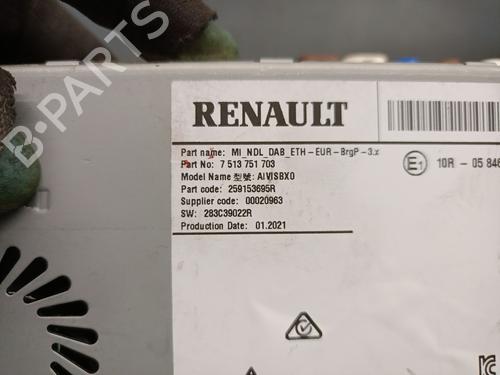 B-PARTS
RENAULT
Part name: MI_NDL_DAB_ETH-EUR-BrgP-3.x
Part No: 7 513 751 703
Model Name 型號: AIVISBX0
Part code: 259153695R
Supplier code: 00020963
SW: 283C39022R
Production Date: 01.2021
E1 10R - 05 846